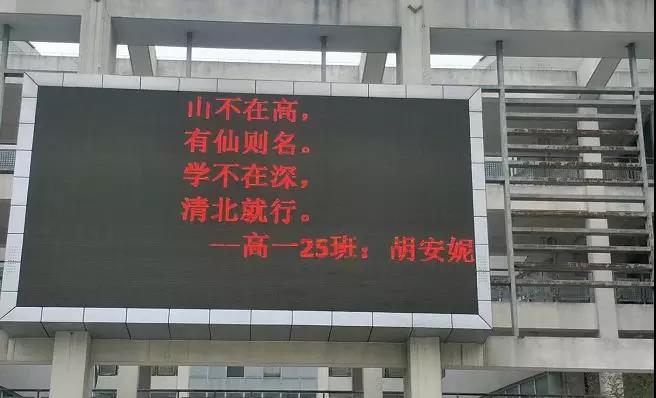 山不在高，
有仙则名。
学不在深，
清北就行。
—高一25班：胡安妮